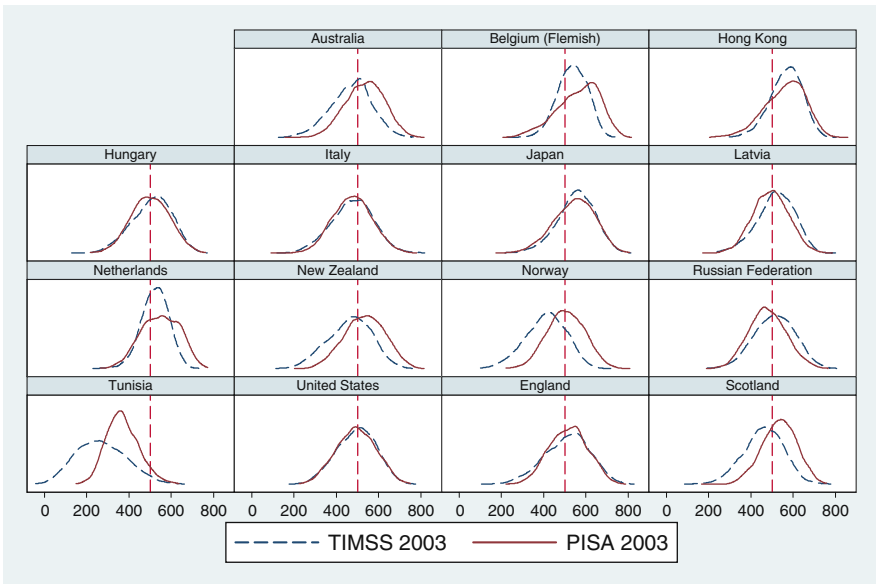 Australia Belgium (Flemish) Hong Kong
Hungary Italy Japan Latvia
Netherlands New Zealand Norway Russian Federation
Tunisia United States England Scotland
0 200 400 600 800 0 200 400 600 800 0 200 400 600 800 0 200 400 600 800
TIMSS 2003 PISA 2003